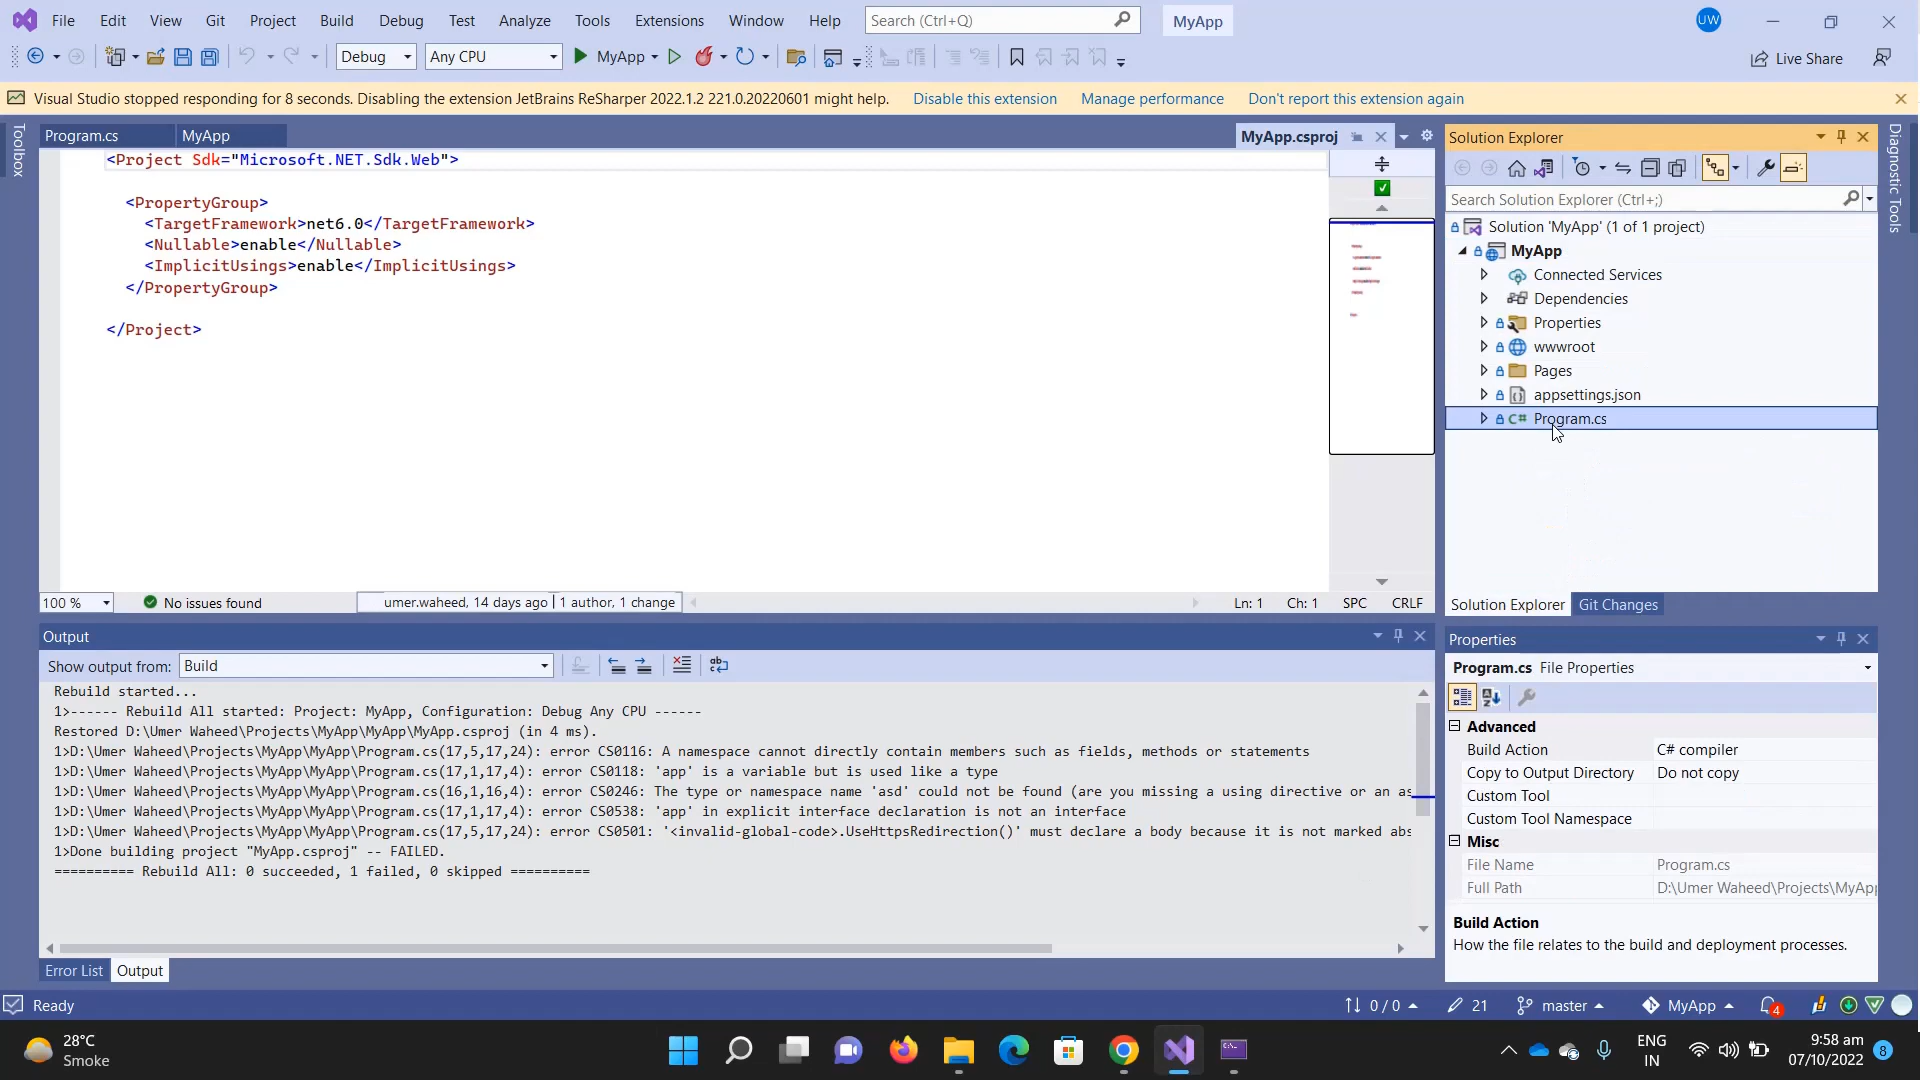 File Edit View Git Project Build Debug Test Analyze Tools Extensions Window Help Search (Ctrl+Q) MyApp UW
Debug Any CPU MyApp Live Share
Visual Studio stopped responding for 8 seconds. Disabling the extension JetBrains ReSharper 2022.1.2 221.0.20220601 might help. Disable this extension Manage performance Don't report this extension again
Toolbox
Program.cs MyApp MyApp.csproj
<Project Sdk="Microsoft.NET.Sdk.Web">
<PropertyGroup>
<TargetFramework>net6.0</TargetFramework>
<Nullable>enable</Nullable>
<ImplicitUsings>enable</ImplicitUsings>
</PropertyGroup>
</Project>
100 % No issues found umer.waheed, 14 days ago | 1 author, 1 change Ln: 1 Ch: 1 SPC CRLF
Solution Explorer
Search Solution Explorer (Ctrl+;)
Solution 'MyApp' (1 of 1 project)
MyApp
Connected Services
Dependencies
Properties
wwwroot
Pages
appsettings.json
C# Program.cs
Solution Explorer Git Changes
Diagnostic Tools
Output
Show output from: Build
Rebuild started...
1>------ Rebuild All started: Project: MyApp, Configuration: Debug Any CPU ------
Restored D:\Umer Waheed\Projects\MyApp\MyApp\MyApp.csproj (in 4 ms).
1>D:\Umer Waheed\Projects\MyApp\MyApp\Program.cs(17,5,17,24): error CS0116: A namespace cannot directly contain members such as fields, methods or statements
1>D:\Umer Waheed\Projects\MyApp\MyApp\Program.cs(17,1,17,4): error CS0118: 'app' is a variable but is used like a type
1>D:\Umer Waheed\Projects\MyApp\MyApp\Program.cs(16,1,16,4): error CS0246: The type or namespace name 'asd' could not be found (are you missing a using directive or an as
1>D:\Umer Waheed\Projects\MyApp\MyApp\Program.cs(17,1,17,4): error CS0538: 'app' in explicit interface declaration is not an interface
1>D:\Umer Waheed\Projects\MyApp\MyApp\Program.cs(17,5,17,24): error CS0501: '<invalid-global-code>.UseHttpsRedirection()' must declare a body because it is not marked abs
1>Done building project "MyApp.csproj" -- FAILED.
========== Rebuild All: 0 succeeded, 1 failed, 0 skipped ==========
Error List Output
Properties
Program.cs File Properties
Advanced
Build Action C# compiler
Copy to Output Directory Do not copy
Custom Tool
Custom Tool Namespace
Misc
File Name Program.cs
Full Path D:\Umer Waheed\Projects\MyApp
Build Action
How the file relates to the build and deployment processes.
Ready 0 / 0 21 master MyApp 4
28°C
Smoke
ENG
IN
9:58 am
07/10/2022
8